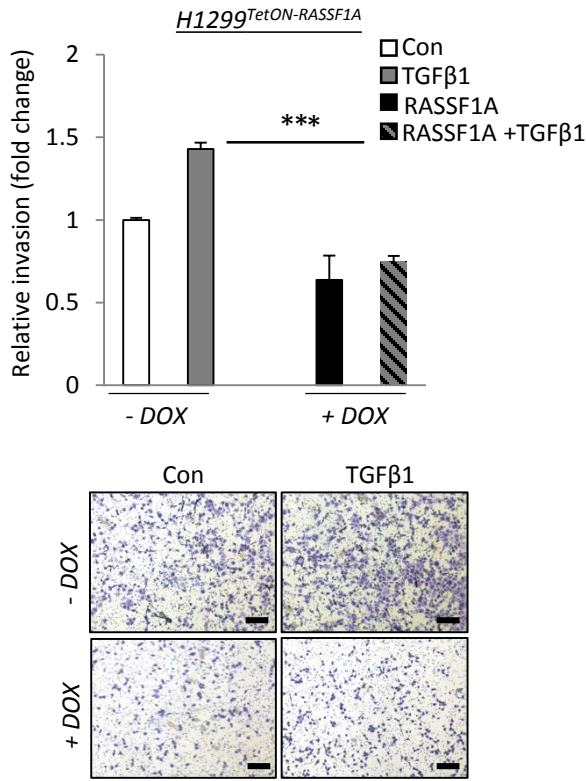 H1299TetON-RASSF1A
Con
TGFβ1
RASSF1A
RASSF1A +TGFβ1
Relative invasion (fold change)
2
1.5
1
0.5
0
***
- DOX
+ DOX
Con
TGFβ1
- DOX
+ DOX